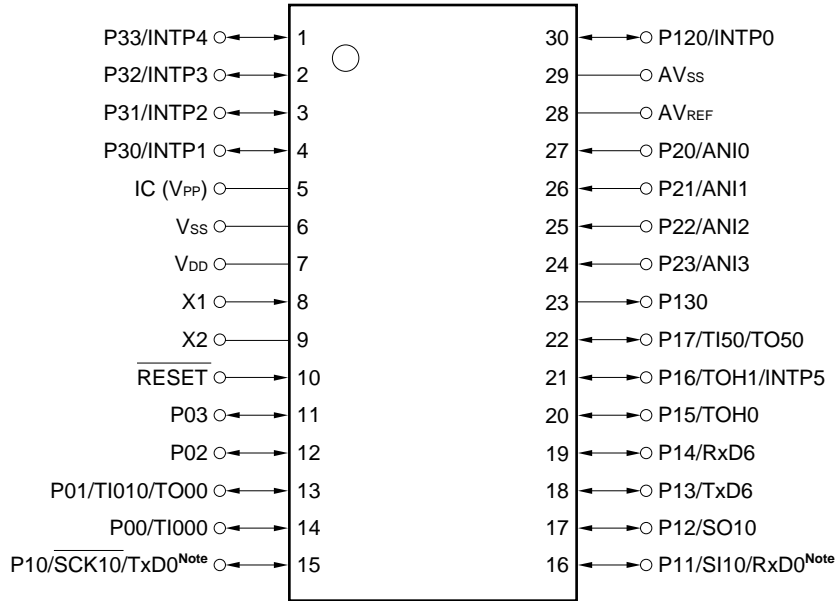 P33/INTP4 1 30 P120/INTP0
P32/INTP3 2 29 AVSS
P31/INTP2 3 28 AVREF
P30/INTP1 4 27 P20/ANI0
IC (VPP) 5 26 P21/ANI1
VSS 6 25 P22/ANI2
VDD 7 24 P23/ANI3
X1 8 23 P130
X2 9 22 P17/TI50/TO50
RESET 10 21 P16/TOH1/INTP5
P03 11 20 P15/TOH0
P02 12 19 P14/RxD6
P01/TI010/TO00 13 18 P13/TxD6
P00/TI000 14 17 P12/SO10
P10/SCK10/TxD0Note 15 16 P11/SI10/RxD0Note